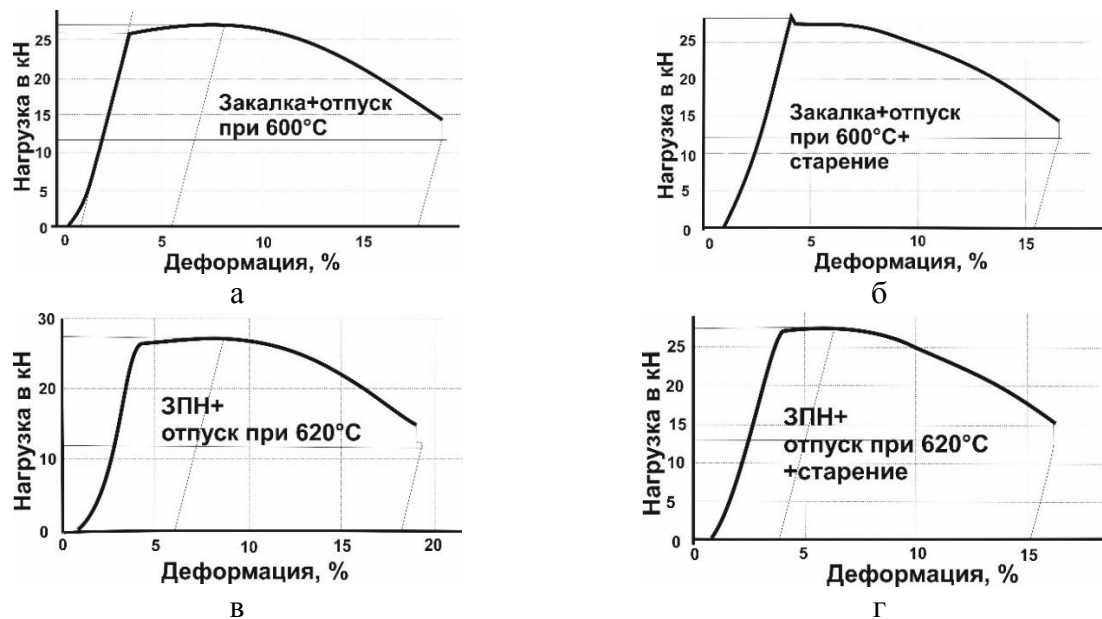 Нагрузка в кН
25
20
15
10
5
0
Закалка+отпуск
при 600°С
0 5 10 15
Деформация, %
а
Нагрузка в кН
25
20
15
10
5
0
Закалка+отпуск
при 600°С+
старение
0 5 10 15
Деформация, %
б
Нагрузка в кН
30
20
10
0
ЗПН+
отпуск при 620°С
0 5 10 15 20
Деформация, %
в
Нагрузка в кН
25
20
15
10
5
0
ЗПН+
отпуск при 620°С
+старение
0 5 10 15
Деформация, %
г